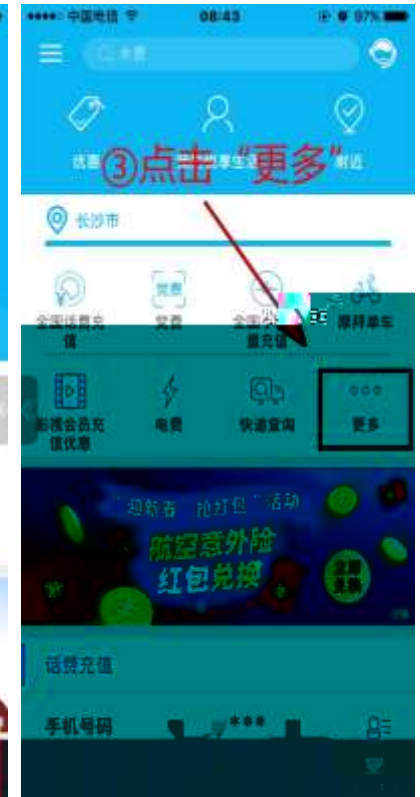 中国电信 08:43 97%
优惠 附近
③点击“更多”
长沙市
全国话费充值 党费 摩拜单车
影视会员充值优惠 电费 快递查询 更多
迎新春 抢红包 活动
航空意外险
红包兑换
话费充值
手机号码 ***